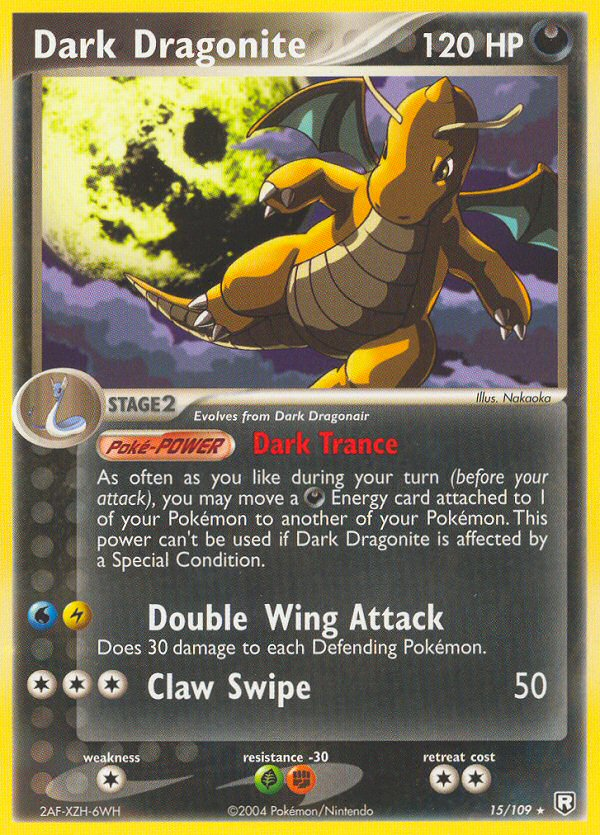 Dark Dragonite 120 HP
Illus. Nakaoka
STAGE 2
Evolves from Dark Dragonair
Poké-POWER Dark Trance
As often as you like during your turn (before your
attack), you may move a Energy card attached to 1
of your Pokémon to another of your Pokémon. This
power can't be used if Dark Dragonite is affected by
a Special Condition.
Double Wing Attack
Does 30 damage to each Defending Pokémon.
Claw Swipe 50
weakness resistance -30 retreat cost
2AF-XZH-6WH ©2004 Pokémon/Nintendo 15/109 ★ R